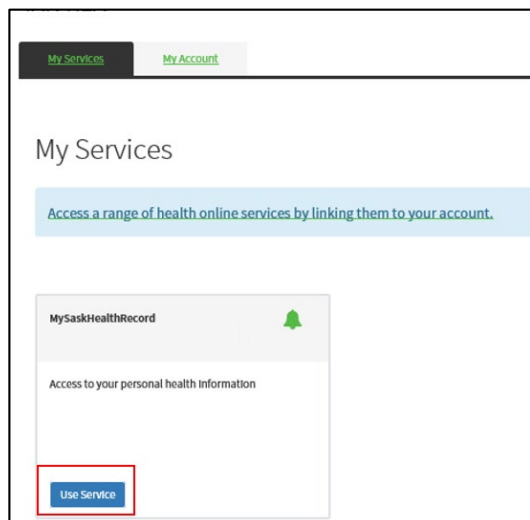 My Services
My Account
My Services
Access a range of health online services by linking them to your account.
MySaskHealthRecord
Access to your personal health information
Use Service